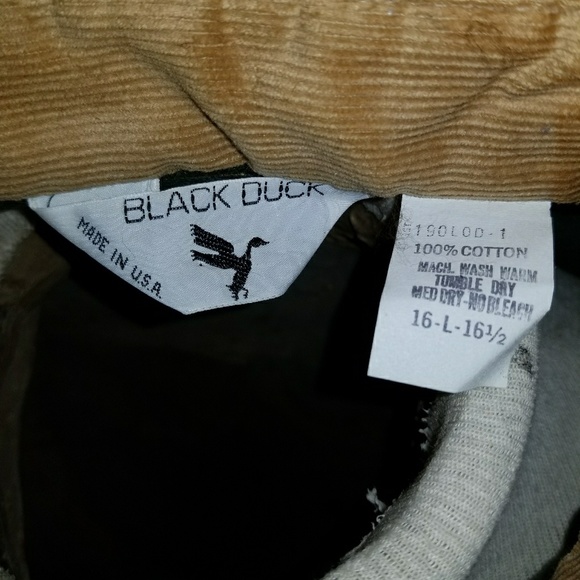 BLACK DUCK
MADE IN U.S.A.
190LOD-1
100% COTTON
MACH. WASH WARM
TUMBLE DRY
MED DRY-NO BLEACH
16-L-16½